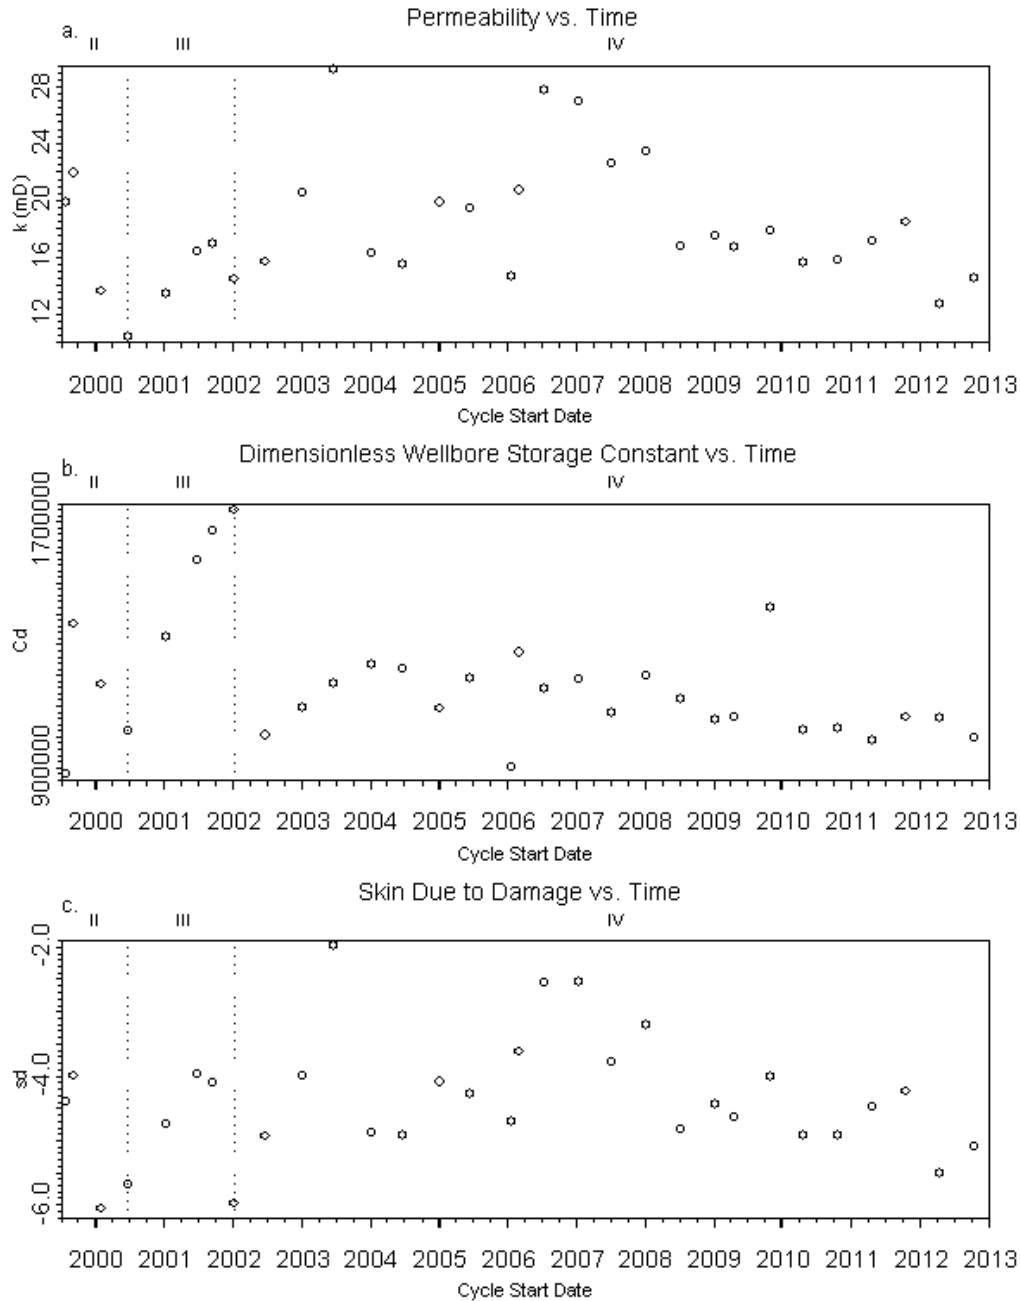 Permeability vs. Time
a.
II III IV
k (mD)
28
24
20
16
12
2000 2001 2002 2003 2004 2005 2006 2007 2008 2009 2010 2011 2012 2013
Cycle Start Date
Dimensionless Wellbore Storage Constant vs. Time
b.
II III IV
Cd
1700000
900000
2000 2001 2002 2003 2004 2005 2006 2007 2008 2009 2010 2011 2012 2013
Cycle Start Date
Skin Due to Damage vs. Time
c.
II III IV
sd
-2.0
-4.0
-6.0
2000 2001 2002 2003 2004 2005 2006 2007 2008 2009 2010 2011 2012 2013
Cycle Start Date